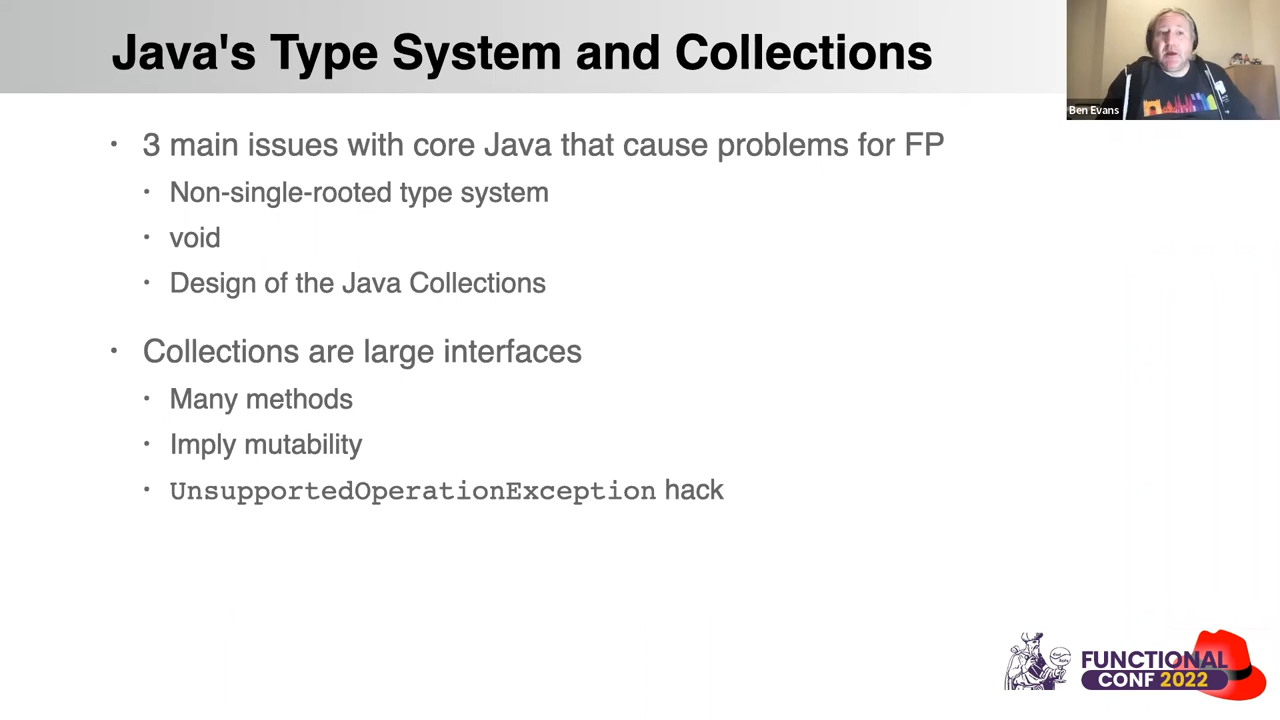 Java's Type System and Collections
Ben Evans
3 main issues with core Java that cause problems for FP
Non-single-rooted type system
void
Design of the Java Collections
Collections are large interfaces
Many methods
Imply mutability
UnsupportedOperationException hack
FUNCTIONAL
CONF 2022